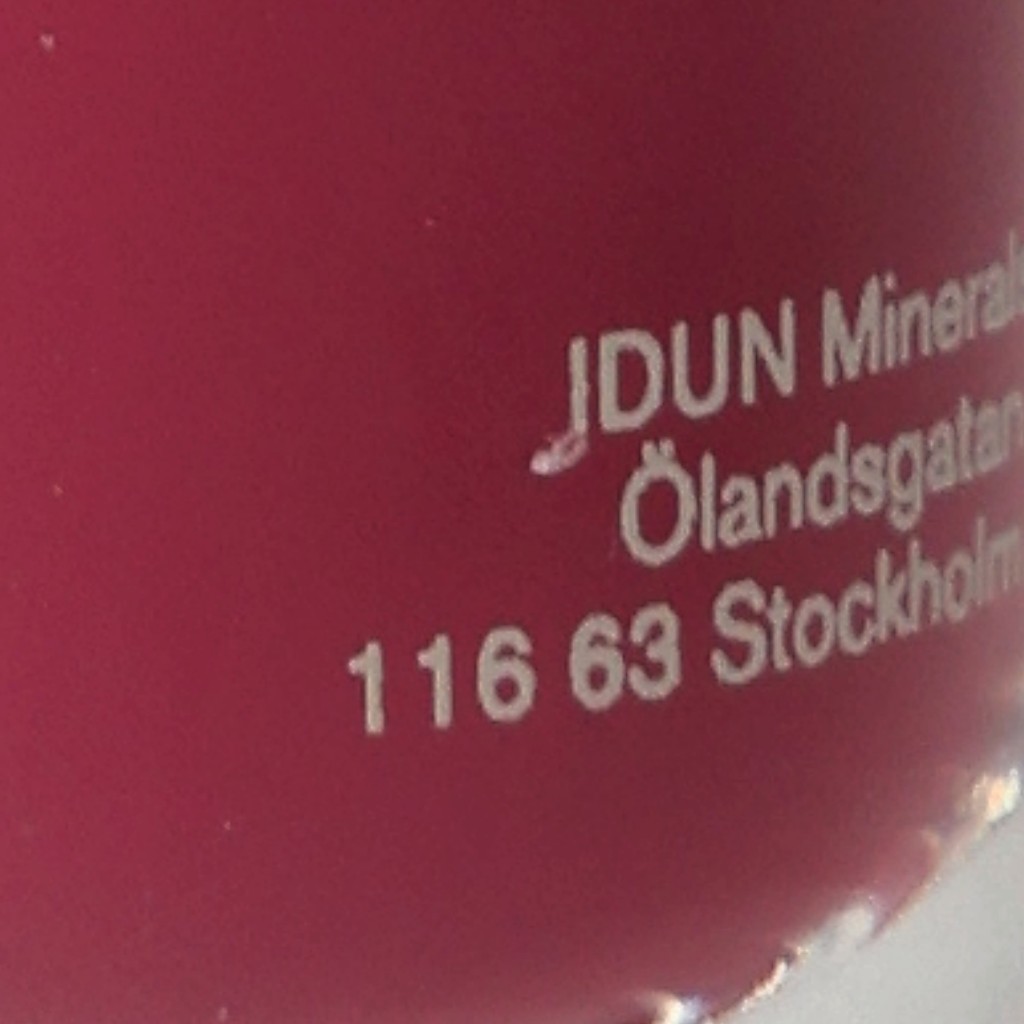 IDUN Minerals
Ölandsgatan
116 63 Stockholm